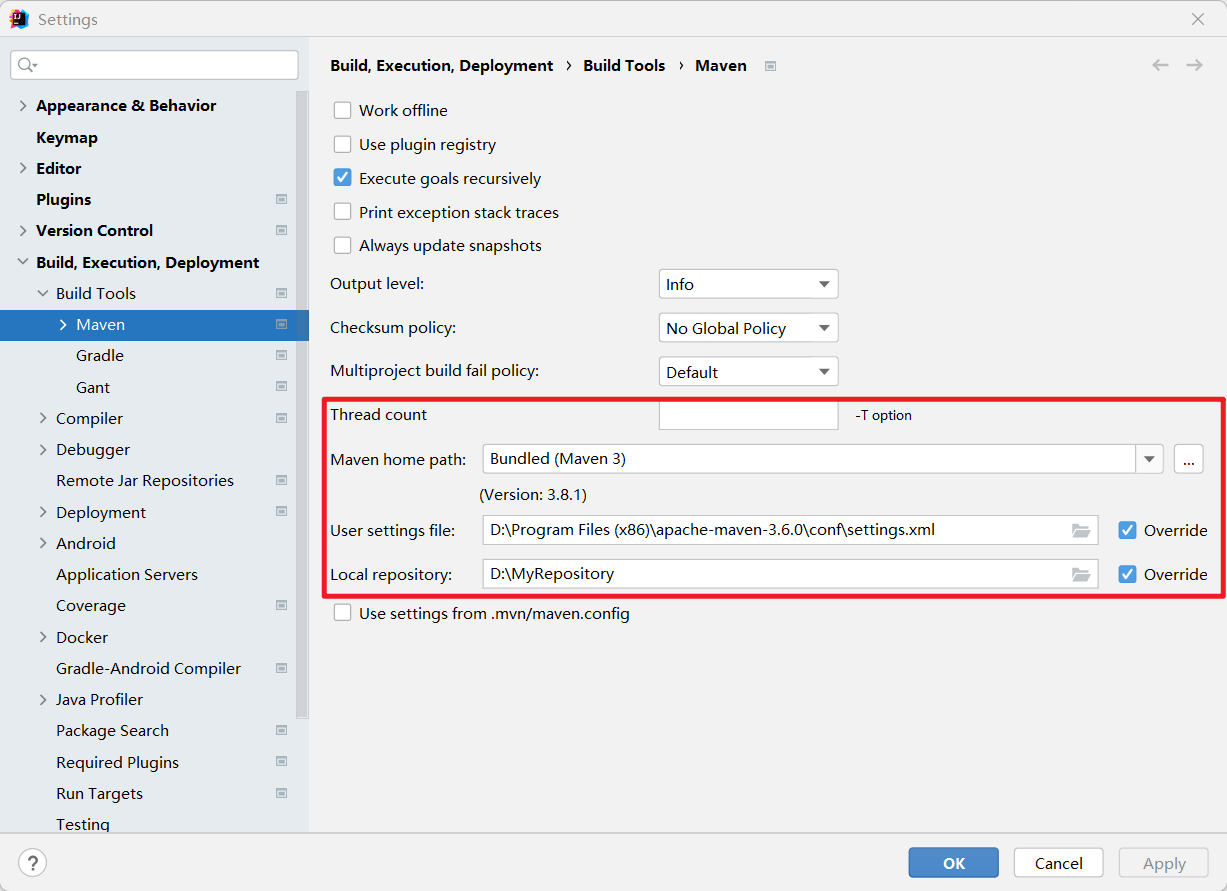 Settings
Build, Execution, Deployment › Build Tools › Maven
Appearance & Behavior
Keymap
Editor
Plugins
Version Control
Build, Execution, Deployment
Build Tools
Maven
Gradle
Gant
Compiler
Debugger
Remote Jar Repositories
Deployment
Android
Application Servers
Coverage
Docker
Gradle-Android Compiler
Java Profiler
Package Search
Required Plugins
Run Targets
Testing
Work offline
Use plugin registry
Execute goals recursively
Print exception stack traces
Always update snapshots
Output level: Info
Checksum policy: No Global Policy
Multiproject build fail policy: Default
Thread count -T option
Maven home path: Bundled (Maven 3) ...
(Version: 3.8.1)
User settings file: D:\Program Files (x86)\apache-maven-3.6.0\conf\settings.xml Override
Local repository: D:\MyRepository Override
Use settings from .mvn/maven.config
? OK Cancel Apply